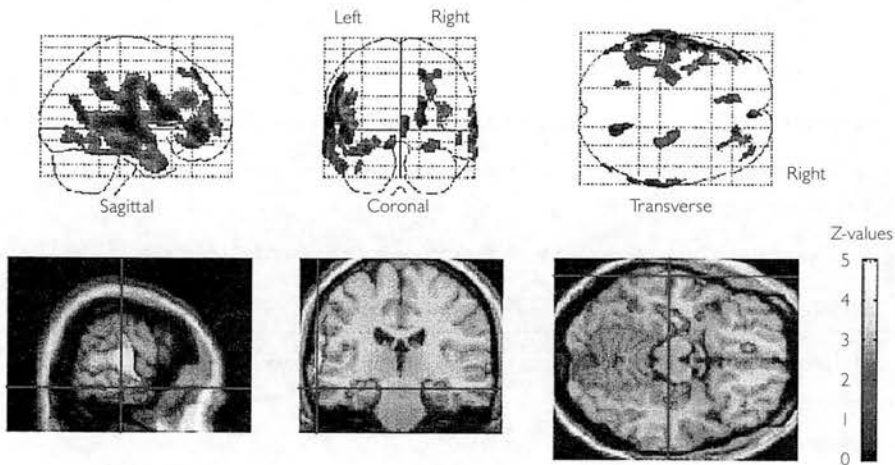 Left Right
Sagittal
Coronal
Transverse
Right
Z-values
5
4
3
2
1
0